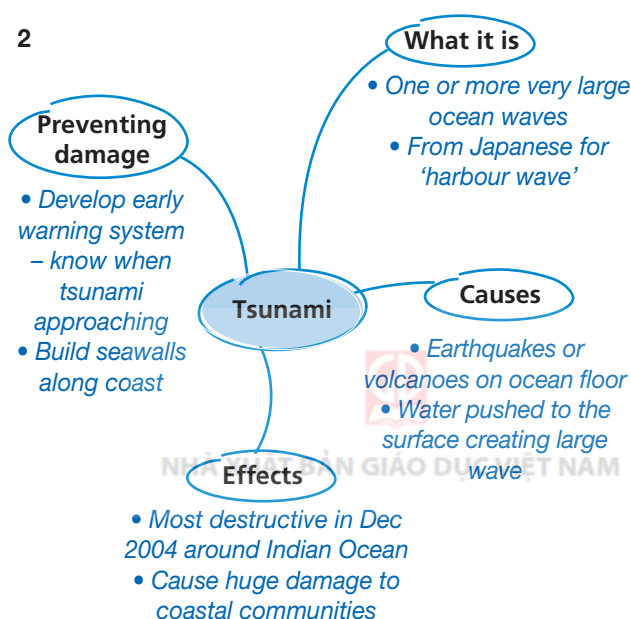 2
What it is
• One or more very large
ocean waves
• From Japanese for
‘harbour wave’
Preventing
damage
• Develop early
warning system
– know when
tsunami
approaching
• Build seawalls
along coast
Tsunami
Causes
• Earthquakes or
volcanoes on ocean floor
• Water pushed to the
surface creating large
wave
NHÀ XUẤT BẢN GIÁO DỤC VIỆT NAM
Effects
• Most destructive in Dec
2004 around Indian Ocean
• Cause huge damage to
coastal communities